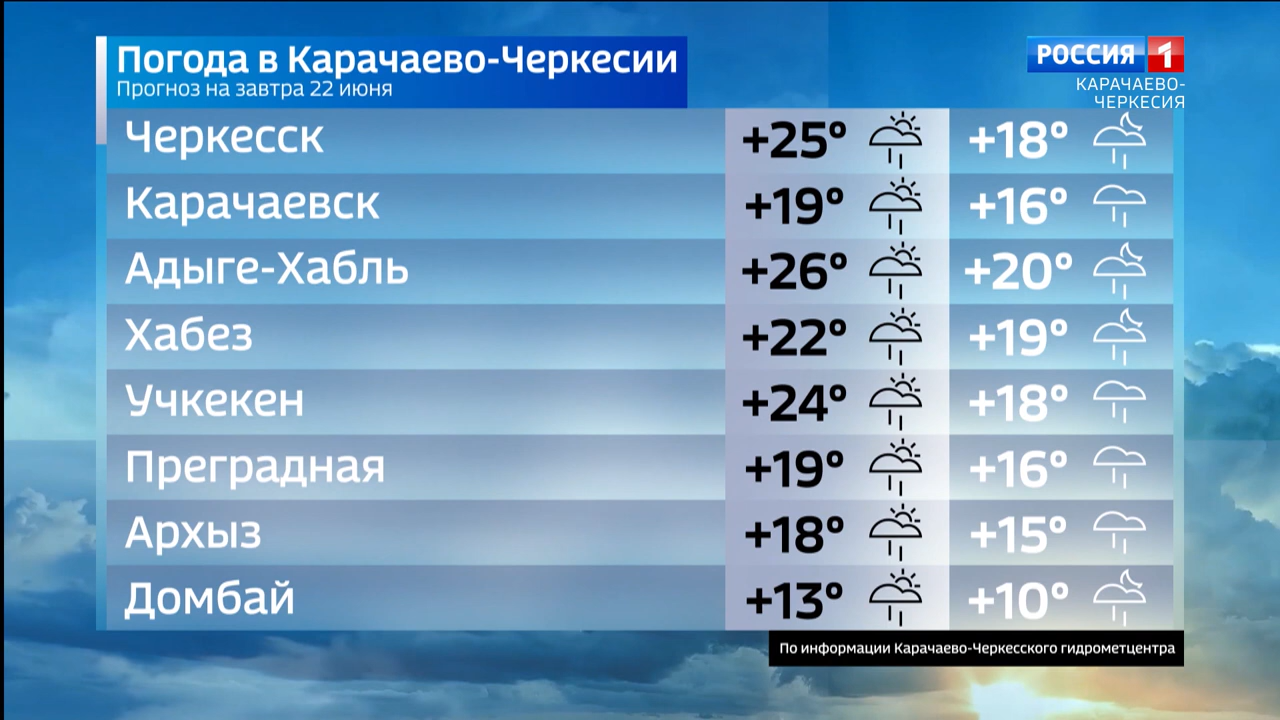 Погода в Карачаево-Черкесии
Прогноз на завтра 22 июня
РОССИЯ 1
КАРАЧАЕВО-
ЧЕРКЕСИЯ
Черкесск +25° +18°
Карачаевск +19° +16°
Адыге-Хабль +26° +20°
Хабез +22° +19°
Учкекен +24° +18°
Преградная +19° +16°
Архыз +18° +15°
Домбай +13° +10°
По информации Карачаево-Черкесского гидрометцентра